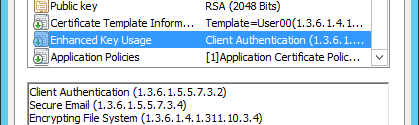 Public key RSA (2048 Bits)
Certificate Template Inform... Template=User00(1.3.6.1.4.1...
Enhanced Key Usage Client Authentication (1.3.6.1....
Application Policies [1]Application Certificate Polic...
Client Authentication (1.3.6.1.5.5.7.3.2)
Secure Email (1.3.6.1.5.5.7.3.4)
Encrypting File System (1.3.6.1.4.1.311.10.3.4)